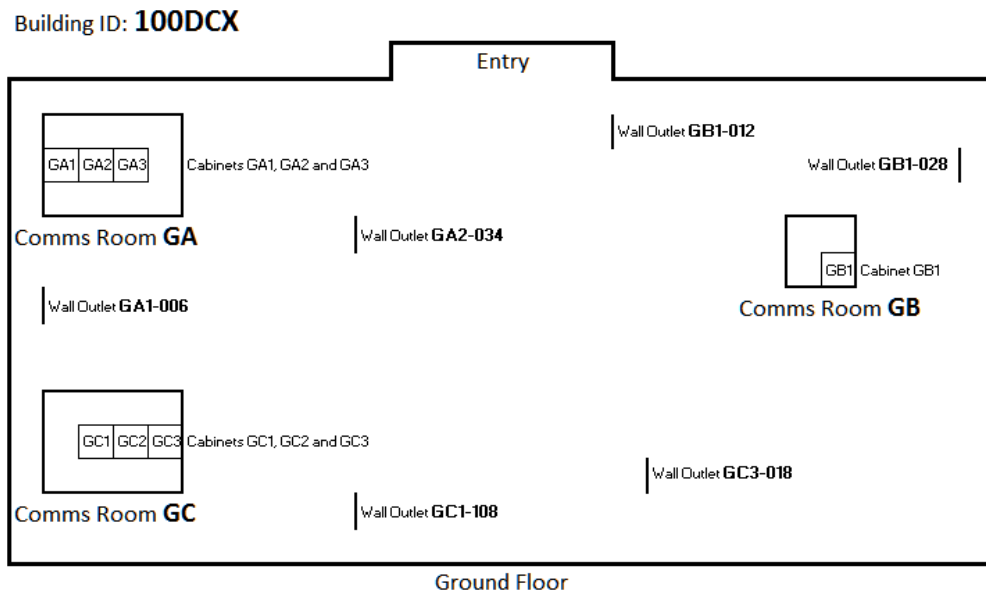 Building ID: 100DCX
Entry
Wall Outlet GB1-012
GA1 GA2 GA3 Cabinets GA1, GA2 and GA3
Wall Outlet GB1-028
Comms Room GA
Wall Outlet GA2-034
GB1 Cabinet GB1
Wall Outlet GA1-006
Comms Room GB
GC1 GC2 GC3 Cabinets GC1, GC2 and GC3
Wall Outlet GC3-018
Comms Room GC
Wall Outlet GC1-108
Ground Floor